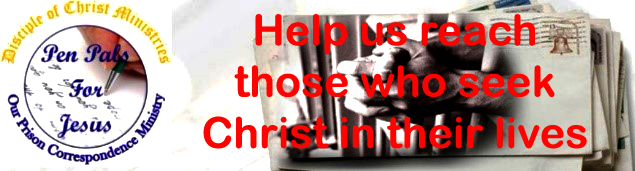 Disciple of Christ Ministries
Pen Pals
For
Jesus
Our Prison Correspondence Ministry
Help us reach
those who seek
Christ in their lives